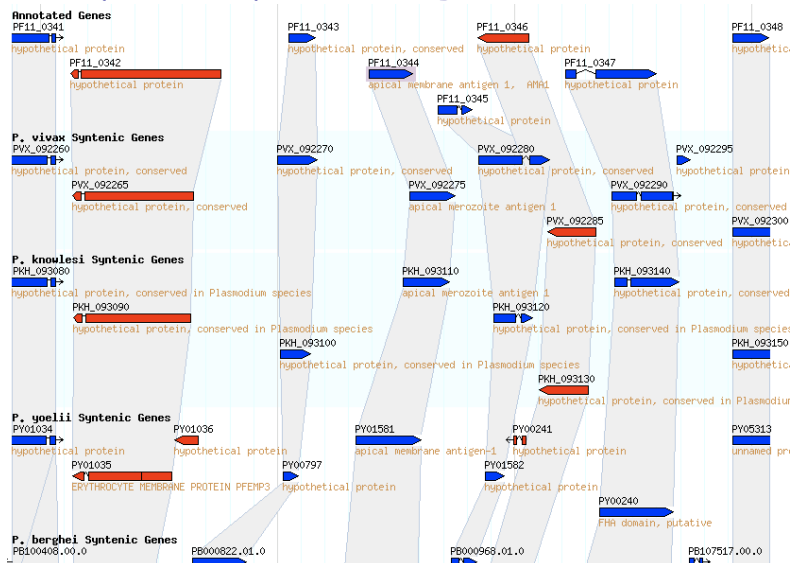 Annotated Genes
PF11_0341 PF11_0343 PF11_0346 PF11_0348
hypothetical protein hypothetical protein, conserved hypothetical protein hypothetical
PF11_0342 PF11_0344 PF11_0347
hypothetical protein apical membrane antigen 1, AMA1 hypothetical protein
PF11_0345
hypothetical protein
P. vivax Syntenic Genes
PVX_092260 PVX_092270 PVX_092280 PVX_092295
hypothetical protein, conserved hypothetical protein, conserved hypothetical protein, conserved hypothetical prote
PVX_092265 PVX_092275 PVX_092290
hypothetical protein, conserved apical merozoite antigen 1 hypothetical protein, conserved
PVX_092285 PVX_092300
hypothetical protein, conserved hypothetical
P. knowlesi Syntenic Genes
PKH_093080 PKH_093110 PKH_093140
hypothetical protein, conserved in Plasmodium species apical merozoite antigen 1 hypothetical protein, conserved
PKH_093090 PKH_093120
hypothetical protein, conserved in Plasmodium species hypothetical protein, conserved in Plasmodium spec
PKH_093100 PKH_093150
hypothetical protein, conserved in Plasmodium species hypothetical
PKH_093130
hypothetical protein, conserved in Plasmodium
P. yoelii Syntenic Genes
PY01034 PY01036 PY01581 PY00241 PY05313
hypothetical protein hypothetical protein apical membrane antigen-1 hypothetical protein unnamed pro
PY01035 PY00797 PY01582
ERYTHROCYTE MEMBRANE PROTEIN PFEMP3 hypothetical protein hypothetical protein
PY00240
FHA domain, putative
P. berghei Syntenic Genes
PB100408.00.0 PB000822.01.0 PB000968.01.0 PB107517.00.0